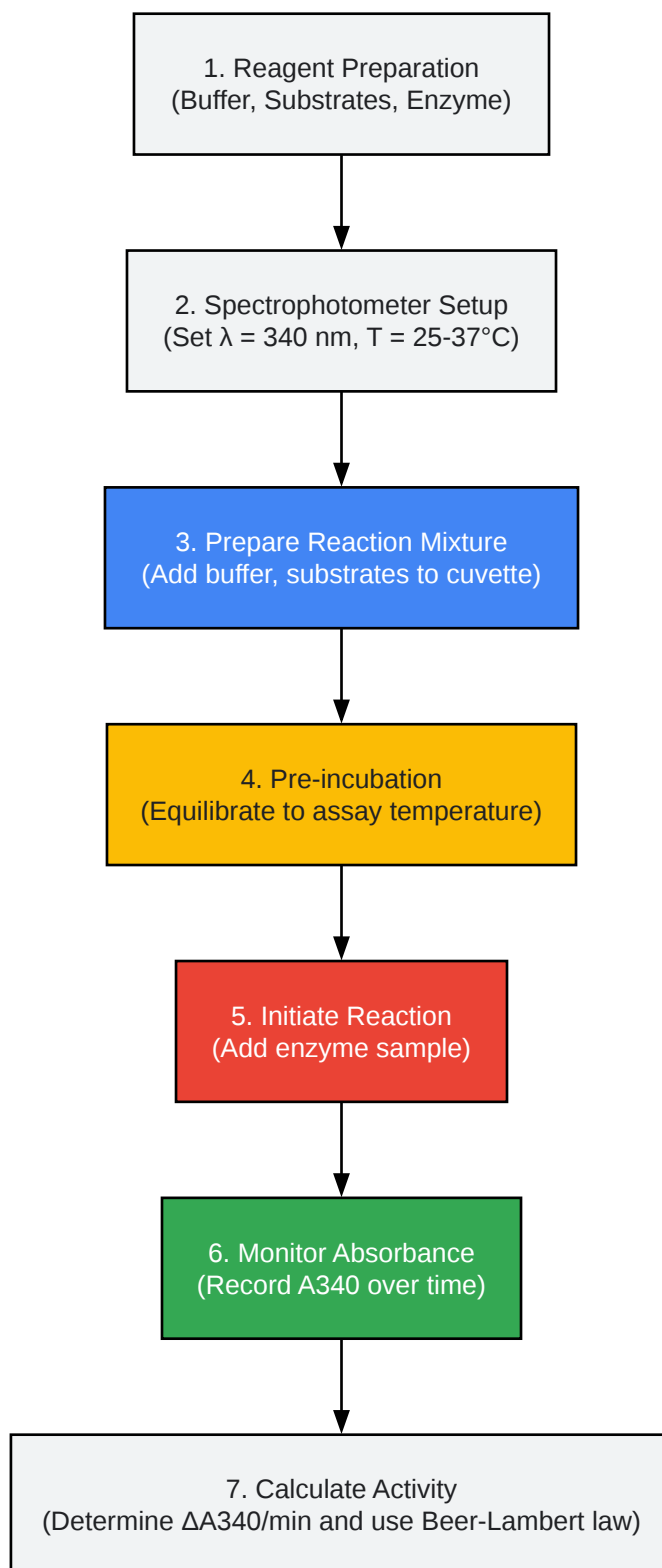 1. Reagent Preparation
(Buffer, Substrates, Enzyme)
2. Spectrophotometer Setup
(Set λ = 340 nm, T = 25-37°C)
3. Prepare Reaction Mixture
(Add buffer, substrates to cuvette)
4. Pre-incubation
(Equilibrate to assay temperature)
5. Initiate Reaction
(Add enzyme sample)
6. Monitor Absorbance
(Record A340 over time)
7. Calculate Activity
(Determine ΔA340/min and use Beer-Lambert law)